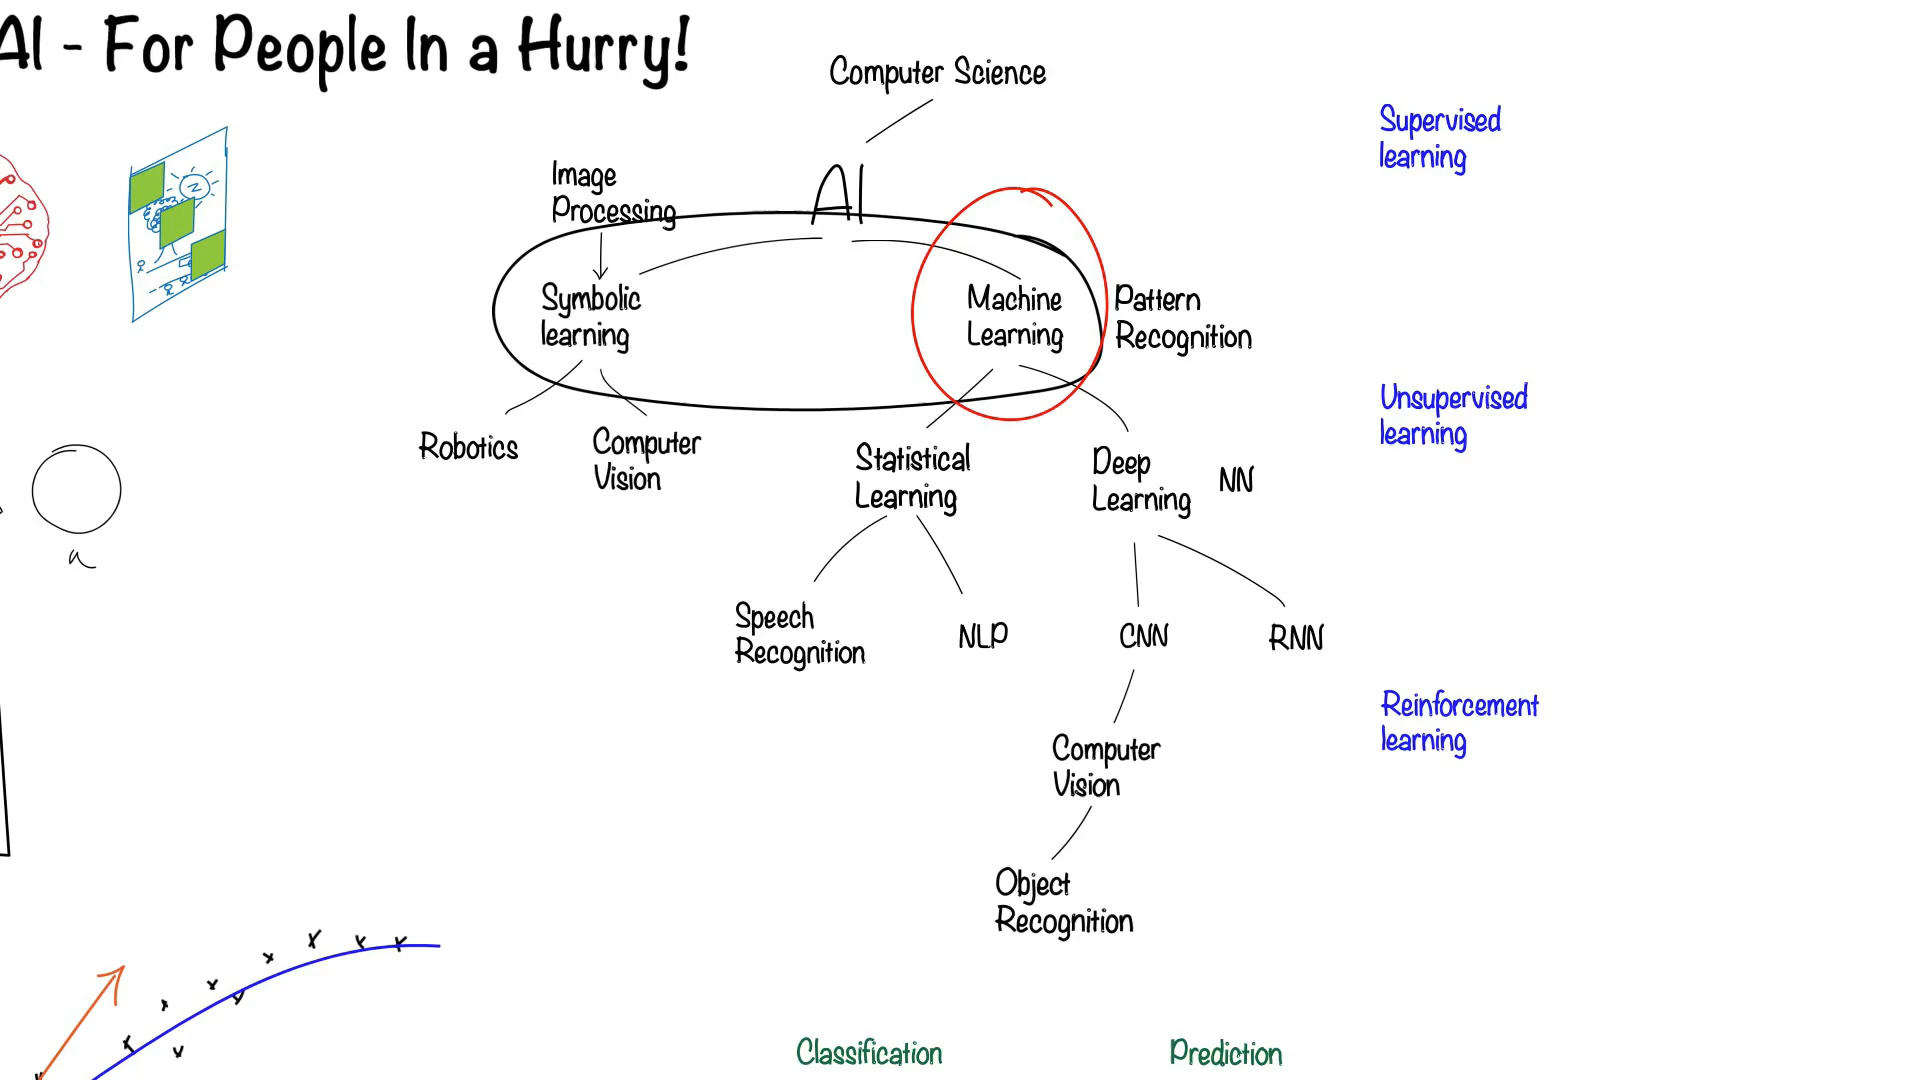 AI - For People In a Hurry!
Computer Science
AI
Image
Processing
Symbolic
learning
Machine
Learning
Pattern
Recognition
Robotics
Computer
Vision
Statistical
Learning
Deep
Learning
NN
Speech
Recognition
NLP
CNN
RNN
Computer
Vision
Object
Recognition
Supervised
learning
Unsupervised
learning
Reinforcement
learning
Classification
Prediction